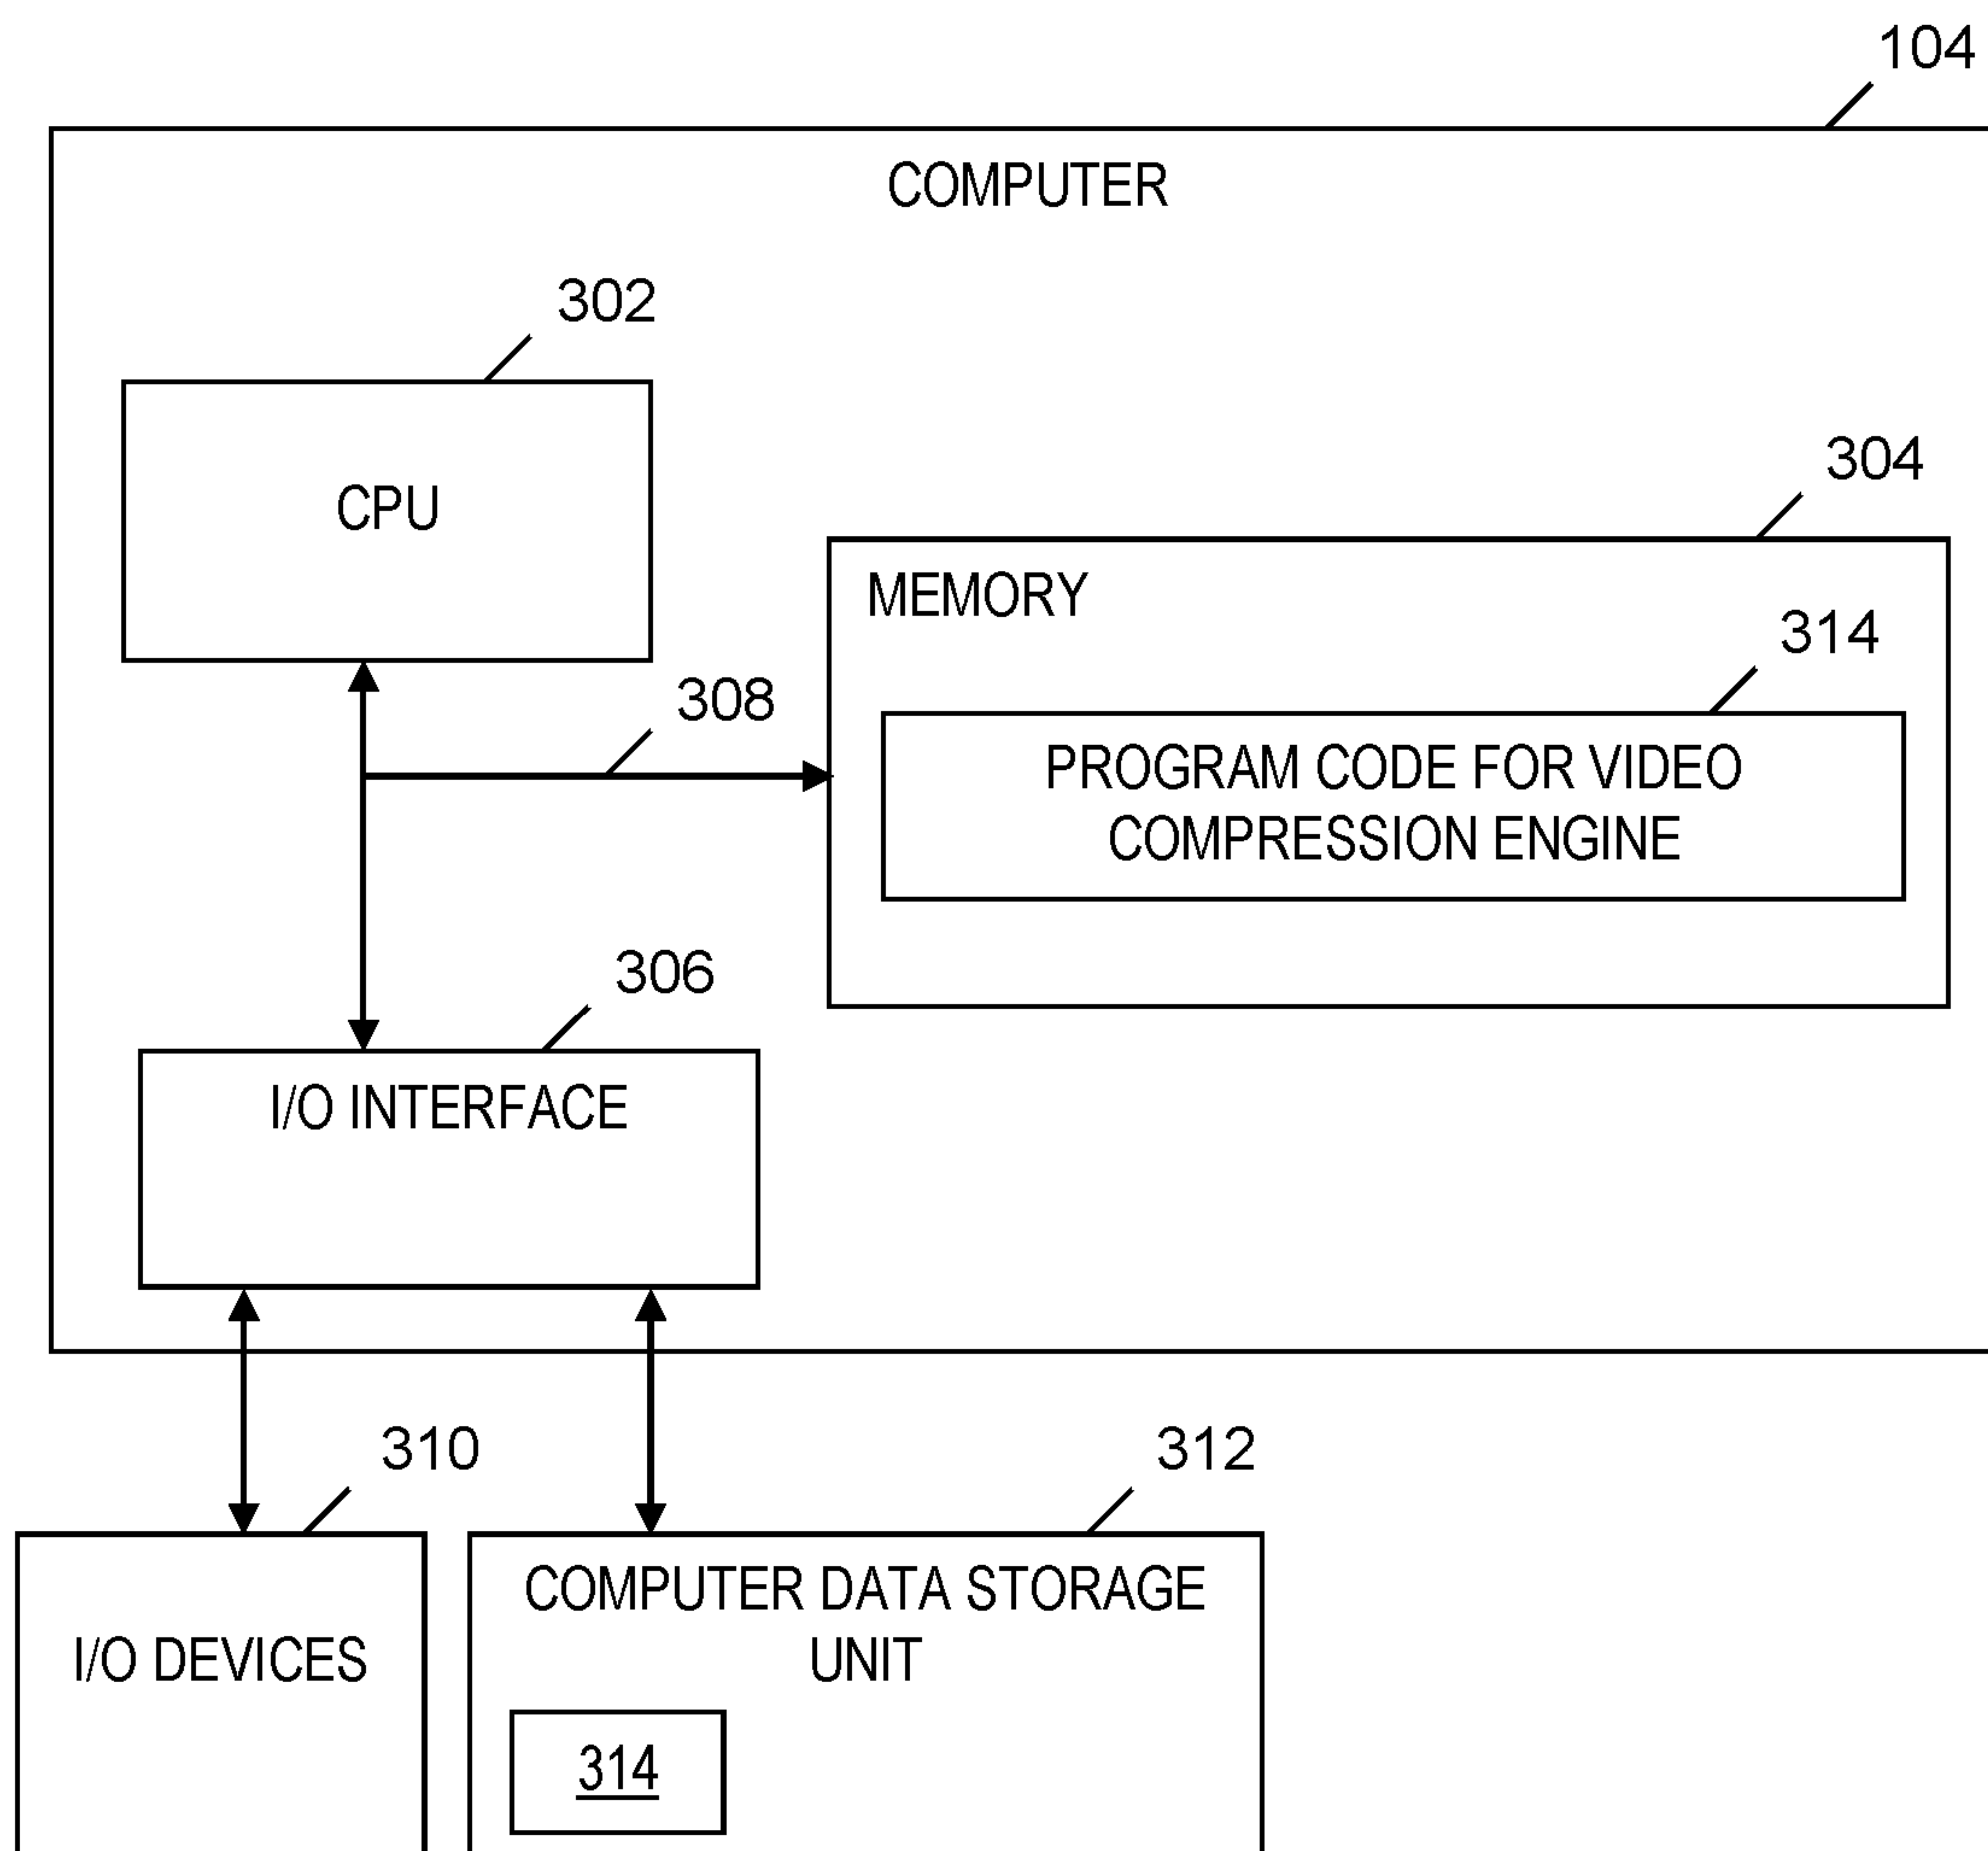 104
COMPUTER
302
CPU
304
MEMORY
314
308
PROGRAM CODE FOR VIDEO
COMPRESSION ENGINE
306
I/O INTERFACE
310
312
COMPUTER DATA STORAGE
UNIT
I/O DEVICES
314